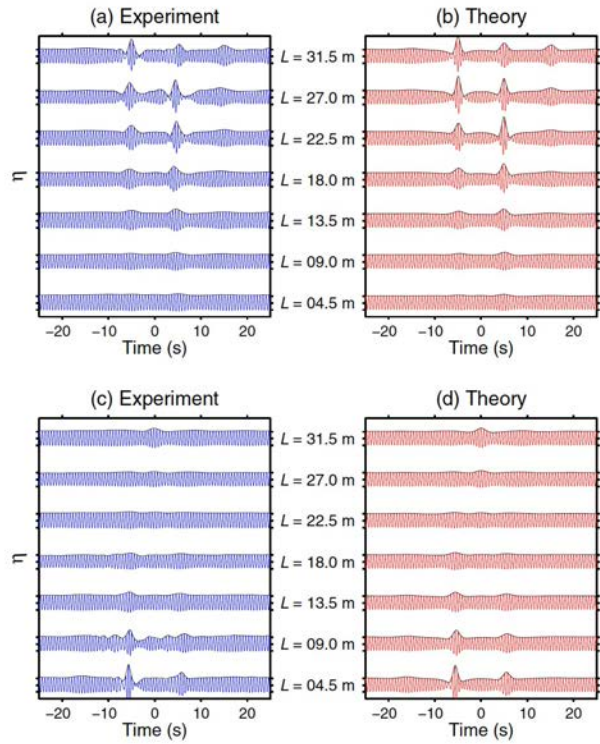 (a) Experiment
(b) Theory
η
L = 31.5 m
L = 27.0 m
L = 22.5 m
L = 18.0 m
L = 13.5 m
L = 09.0 m
L = 04.5 m
−20 −10 0 10 20
−20 −10 0 10 20
Time (s)
Time (s)
(c) Experiment
(d) Theory
η
L = 31.5 m
L = 27.0 m
L = 22.5 m
L = 18.0 m
L = 13.5 m
L = 09.0 m
L = 04.5 m
−20 −10 0 10 20
−20 −10 0 10 20
Time (s)
Time (s)